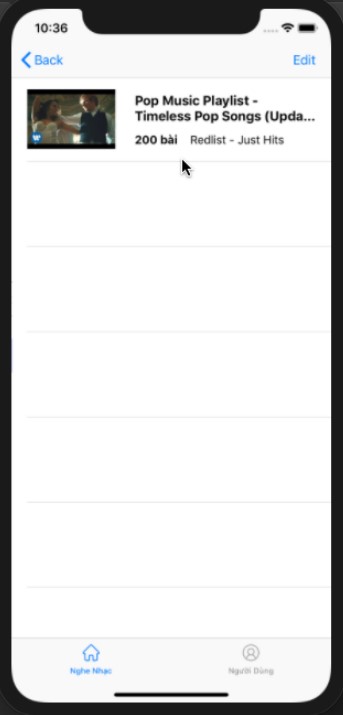 10:36
Back
Edit
Pop Music Playlist -
Timeless Pop Songs (Upda...
200 bài Redlist - Just Hits
Nghe Nhạc
Người Dùng